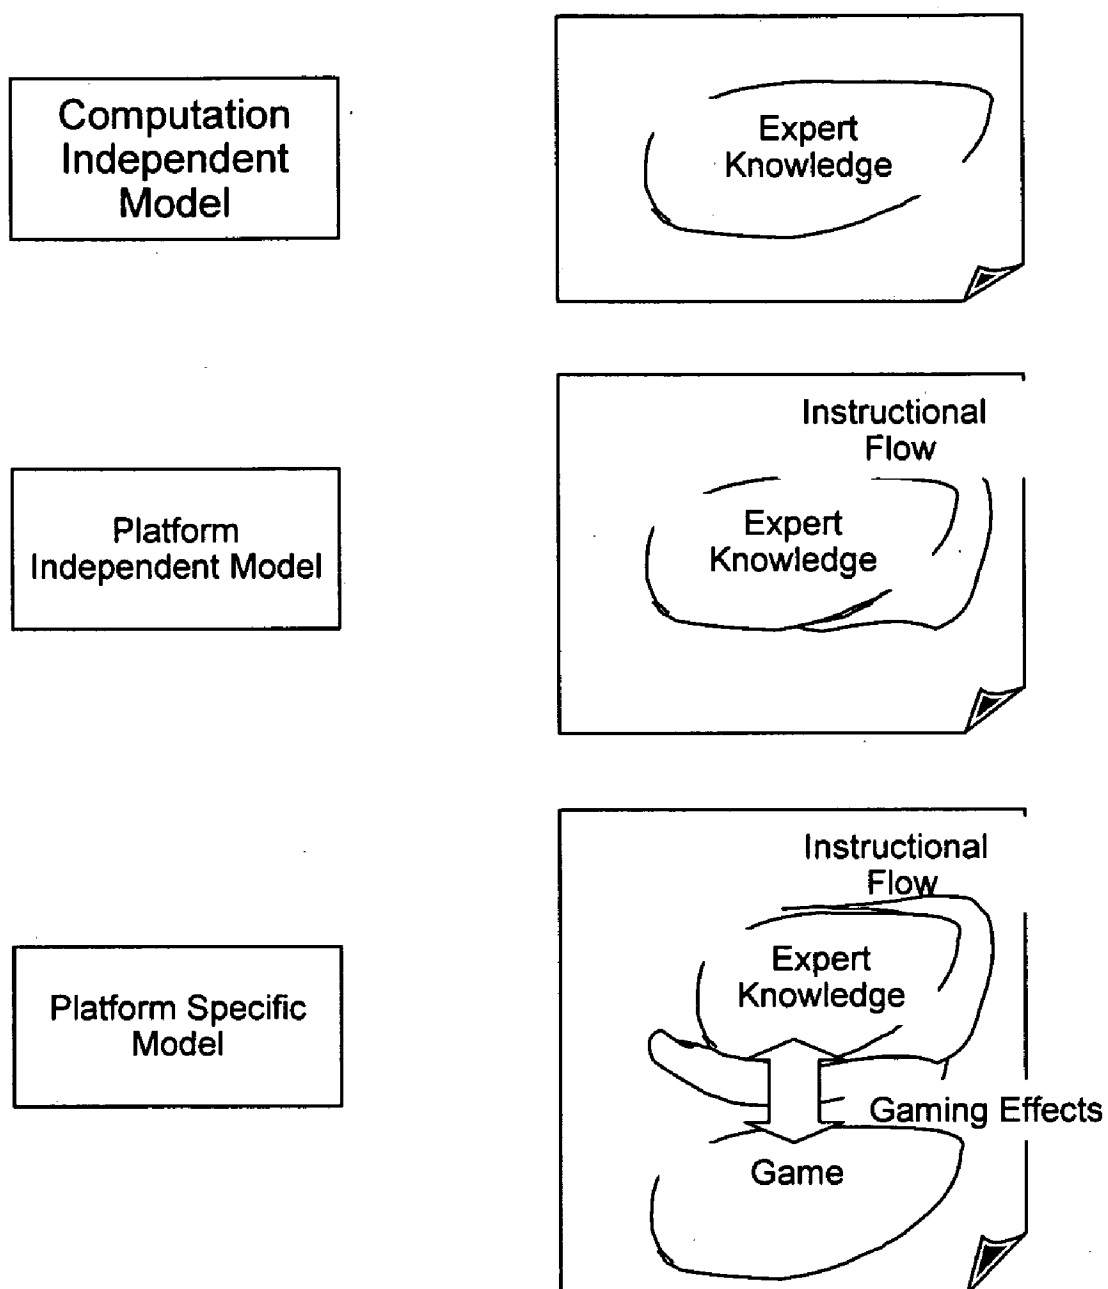 Computation
Independent
Model
Expert
Knowledge
Platform
Independent Model
Instructional
Flow
Expert
Knowledge
Platform Specific
Model
Instructional
Flow
Expert
Knowledge
Gaming Effects
Game